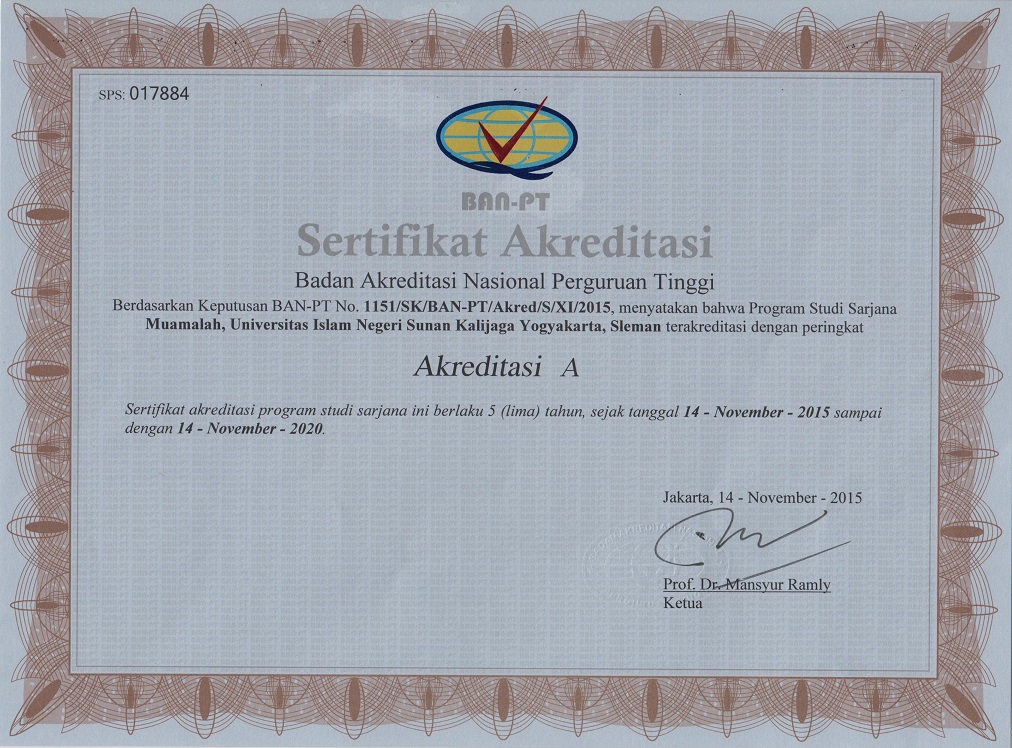 SPS: 017884
BAN-PT
Sertifikat Akreditasi
Badan Akreditasi Nasional Perguruan Tinggi
Berdasarkan Keputusan BAN-PT No. 1151/SK/BAN-PT/Akred/S/XI/2015, menyatakan bahwa Program Studi Sarjana
Muamalah, Universitas Islam Negeri Sunan Kalijaga Yogyakarta, Sleman terakreditasi dengan peringkat
Akreditasi A
Sertifikat akreditasi program studi sarjana ini berlaku 5 (lima) tahun, sejak tanggal 14 - November - 2015 sampai
dengan 14 - November - 2020.
Jakarta, 14 - November - 2015
Prof. Dr. Mansyur Ramly
Ketua